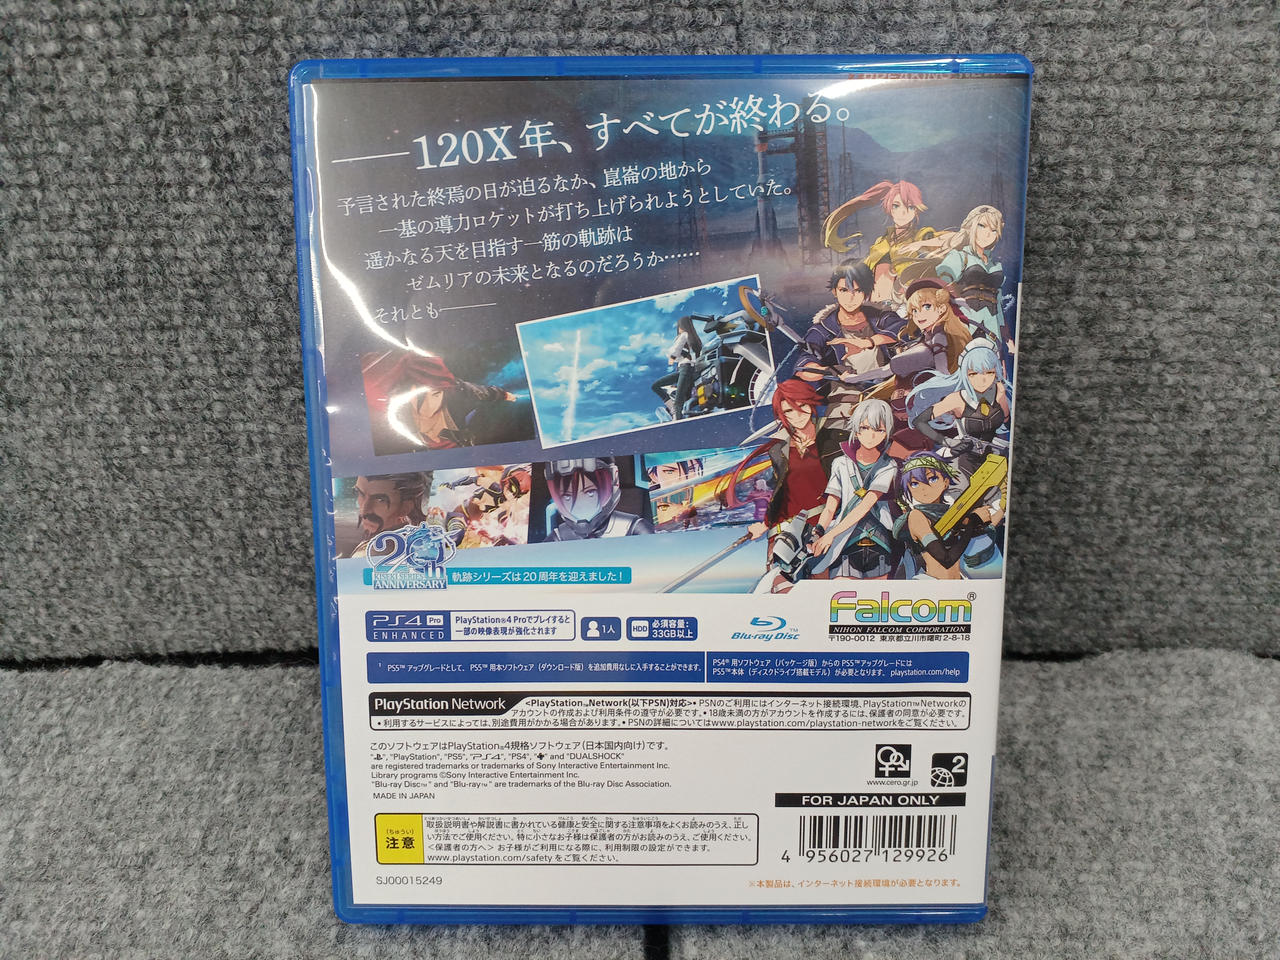 BREAKING NE
——120X年、すべてが終わる。
予言された終焉の日が迫るなか、崑崙の地から
一基の導力ロケットが打ち上げられようとしていた。
遥かなる天を目指す一筋の軌跡は
ゼムリアの未来となるのだろうか……
それとも——
20th
KISEKI SERIES
ANNIVERSARY
軌跡シリーズは20周年を迎えました！
Falcom®
NIHON FALCOM CORPORATION
〒190-0012 東京都立川市曙町2-8-18
PS4 Pro
ENHANCED
PlayStation®4 Proでプレイすると
一部の映像表現が強化されます
1人
HDD
必須容量：
33GB以上
Blu-ray Disc™
¹ PS5™アップグレードとして、PS5™用本ソフトウェア（ダウンロード版）を追加費用なしに入手することができます。
PS4®用ソフトウェア（パッケージ版）からのPS5™アップグレードには
PS5™本体（ディスクドライブ搭載モデル）が必要となります。playstation.com/help
PlayStation Network
<PlayStation™Network(以下PSN)対応>• PSNのご利用にはインターネット接続環境、PlayStation™Networkの
アカウントの作成および利用条件の遵守が必要です。• 18歳未満の方がアカウントを作成するには、保護者の同意が必要です。
• 利用するサービスによっては、別途費用がかかる場合があります。• PSNの詳細についてはwww.playstation.com/playstation-networkをご覧ください。
このソフトウェアはPlayStation®4規格ソフトウェア（日本国内向け）です。
"PlayStation", "PS5", "PS4", "PS4", and "DUALSHOCK"
are registered trademarks or trademarks of Sony Interactive Entertainment Inc.
Library programs ©Sony Interactive Entertainment Inc.
"Blu-ray Disc™" and "Blu-ray™" are trademarks of the Blu-ray Disc Association.
MADE IN JAPAN
www.cero.gr.jp
2
FOR JAPAN ONLY
（ちゅうい）
注意
取扱説明書や解説書に書かれている健康と安全に関する注意事項をよくお読みのうえ、正し
い方法でご使用ください。特に小さなお子様は保護者の方がお読みのうえ、ご使用ください。
＜保護者の方へ＞お子様がご利用になる際に、利用制限の設定ができます。
www.playstation.com/safety をご覧ください。
4 956027 129926
SJ00015249
※本製品は、インターネット接続環境が必要となります。